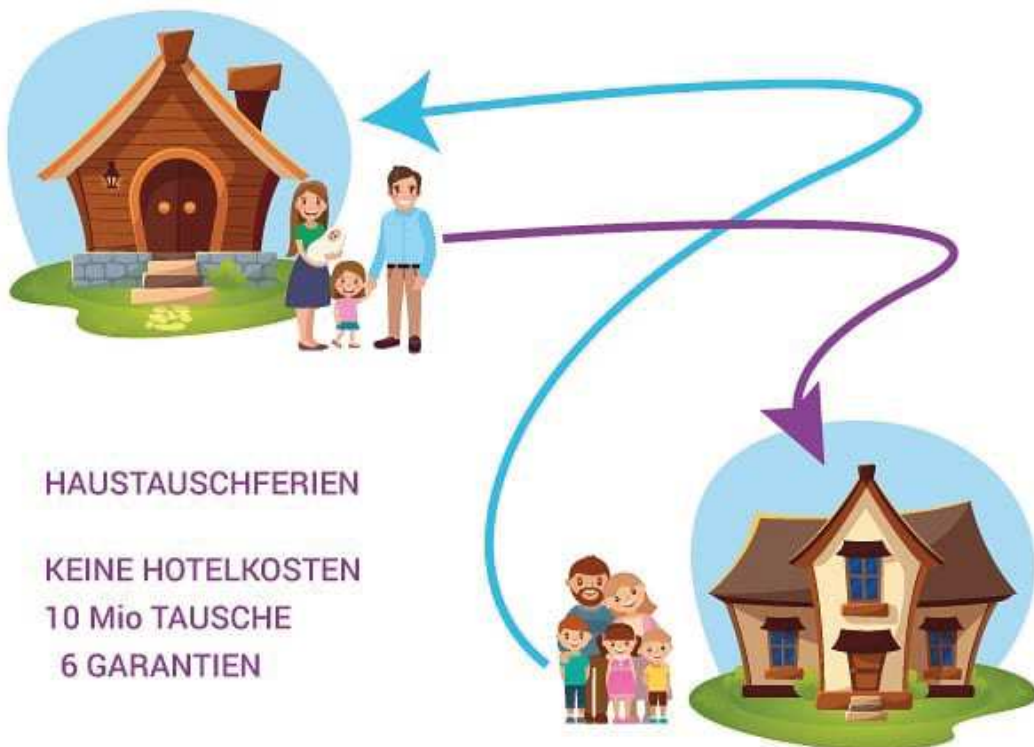 HAUSTAUSCHFERIEN
KEINE HOTELKOSTEN
10 Mio TAUSCHE
6 GARANTIEN